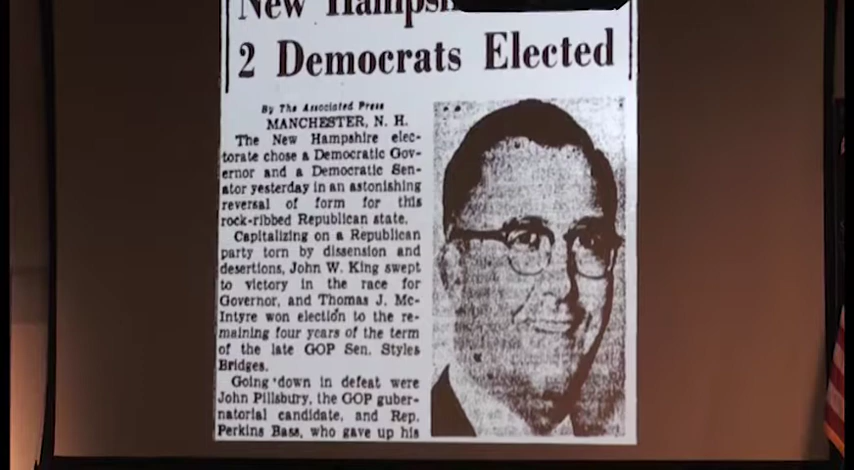 New Hampshi
2 Democrats Elected
By The Associated Press
MANCHESTER, N. H.
The New Hampshire elec-
torate chose a Democratic Gov-
ernor and a Democratic Sen-
ator yesterday in an astonishing
reversal of form for this
rock-ribbed Republican state.
Capitalizing on a Republican
party torn by dissension and
desertions, John W. King swept
to victory in the race for
Governor, and Thomas J. Mc-
Intyre won election to the re-
maining four years of the term
of the late GOP Sen. Styles
Bridges.
Going down in defeat were
John Pillsbury, the GOP guber-
natorial candidate, and Rep.
Perkins Bass, who gave up his